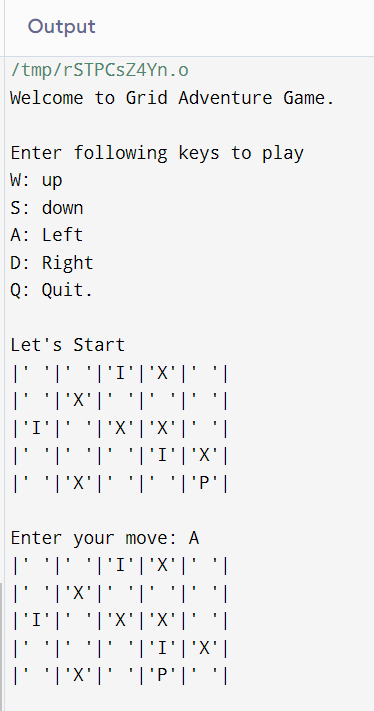 Output
/tmp/rSTPCsZ4Yn.o
Welcome to Grid Adventure Game.
Enter following keys to play
W: up
S: down
A: Left
D: Right
Q: Quit.
Let's Start
|' '|' '|'I'|'X'|' '|
|' '|'X'|' '|' '|' '|
|'I'|' '|'X'|'X'|' '|
|' '|' '|' '|'I'|'X'|
|' '|'X'|' '|' '|'P'|
Enter your move: A
|' '|' '|'I'|'X'|' '|
|' '|'X'|' '|' '|' '|
|'I'|' '|'X'|'X'|' '|
|' '|' '|' '|'I'|'X'|
|' '|'X'|' '|'P'|' '|